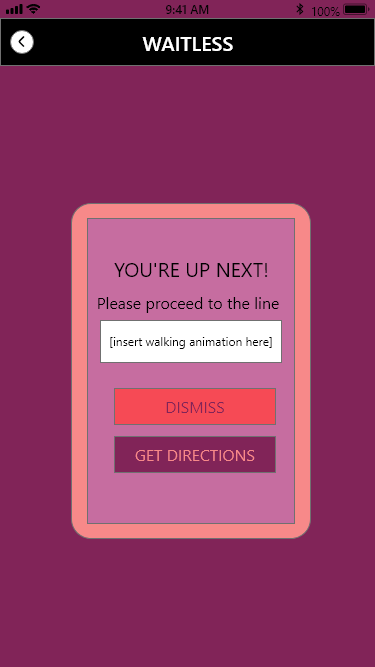 9:41 AM 100%
WAITLESS
YOU'RE UP NEXT!
Please proceed to the line
[insert walking animation here]
DISMISS
GET DIRECTIONS